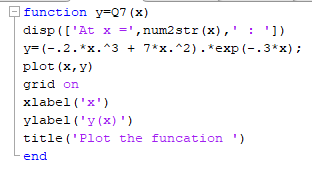 function y=Q7(x)
disp(['At x =',num2str(x),' : '])
y=(-.2.*x.^3 + 7*x.^2).*exp(-.3*x);
plot(x,y)
grid on
xlabel('x')
ylabel('y(x)')
title('Plot the funcation ')
end